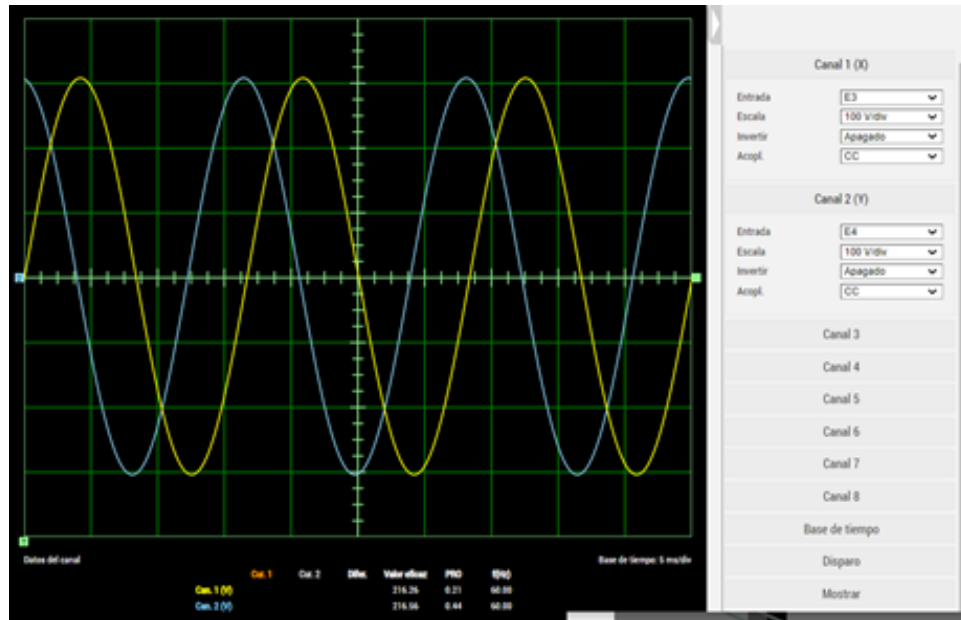 Canal 1 (X)
Entrada E3
Escala 100 V/div
Invertir Apagado
Acopl. CC
Canal 2 (Y)
Entrada E4
Escala 100 V/div
Invertir Apagado
Acopl. CC
Canal 3
Canal 4
Canal 5
Canal 6
Canal 7
Canal 8
Base de tiempo
Disparo
Mostrar
Datos del canal Base de tiempo: 5 ms/div
Cur. 1 Cur. 2 Difer. Valor eficaz PRO f(Hz)
Can. 1 (V) 216.26 0.21 60.00
Can. 2 (V) 216.56 0.44 60.00